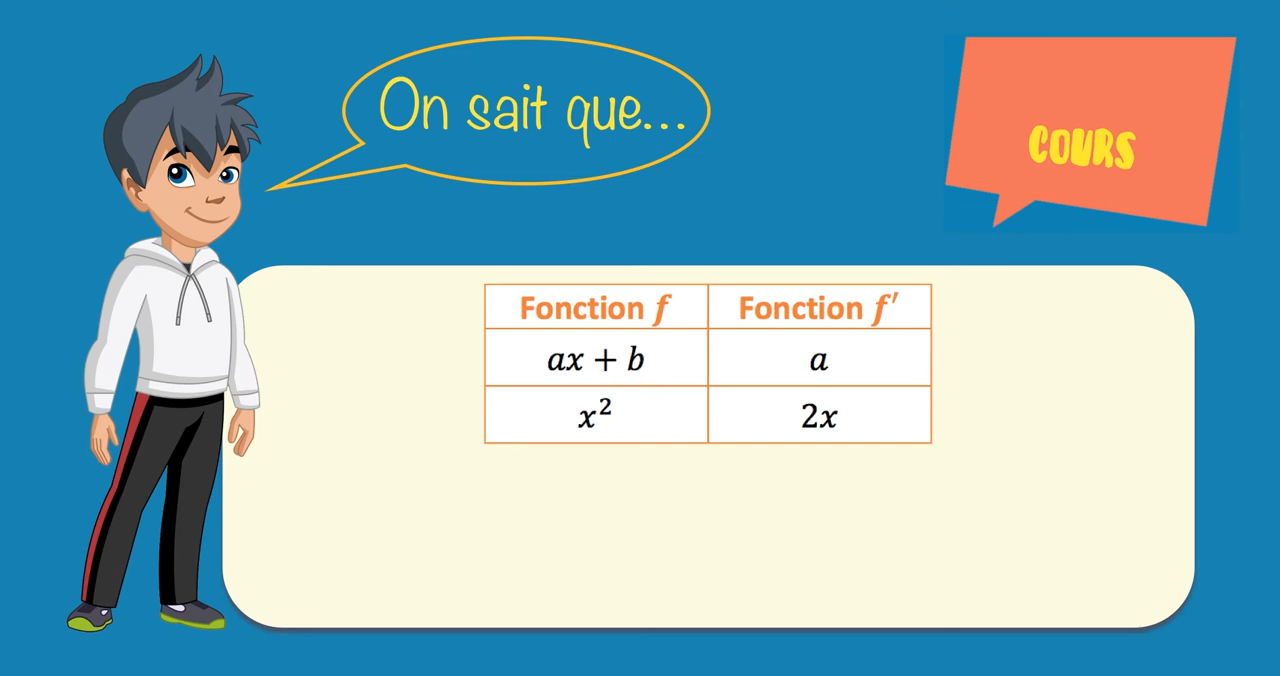 On sait que...
COURS
Fonction f Fonction f′
ax + b a
x² 2x